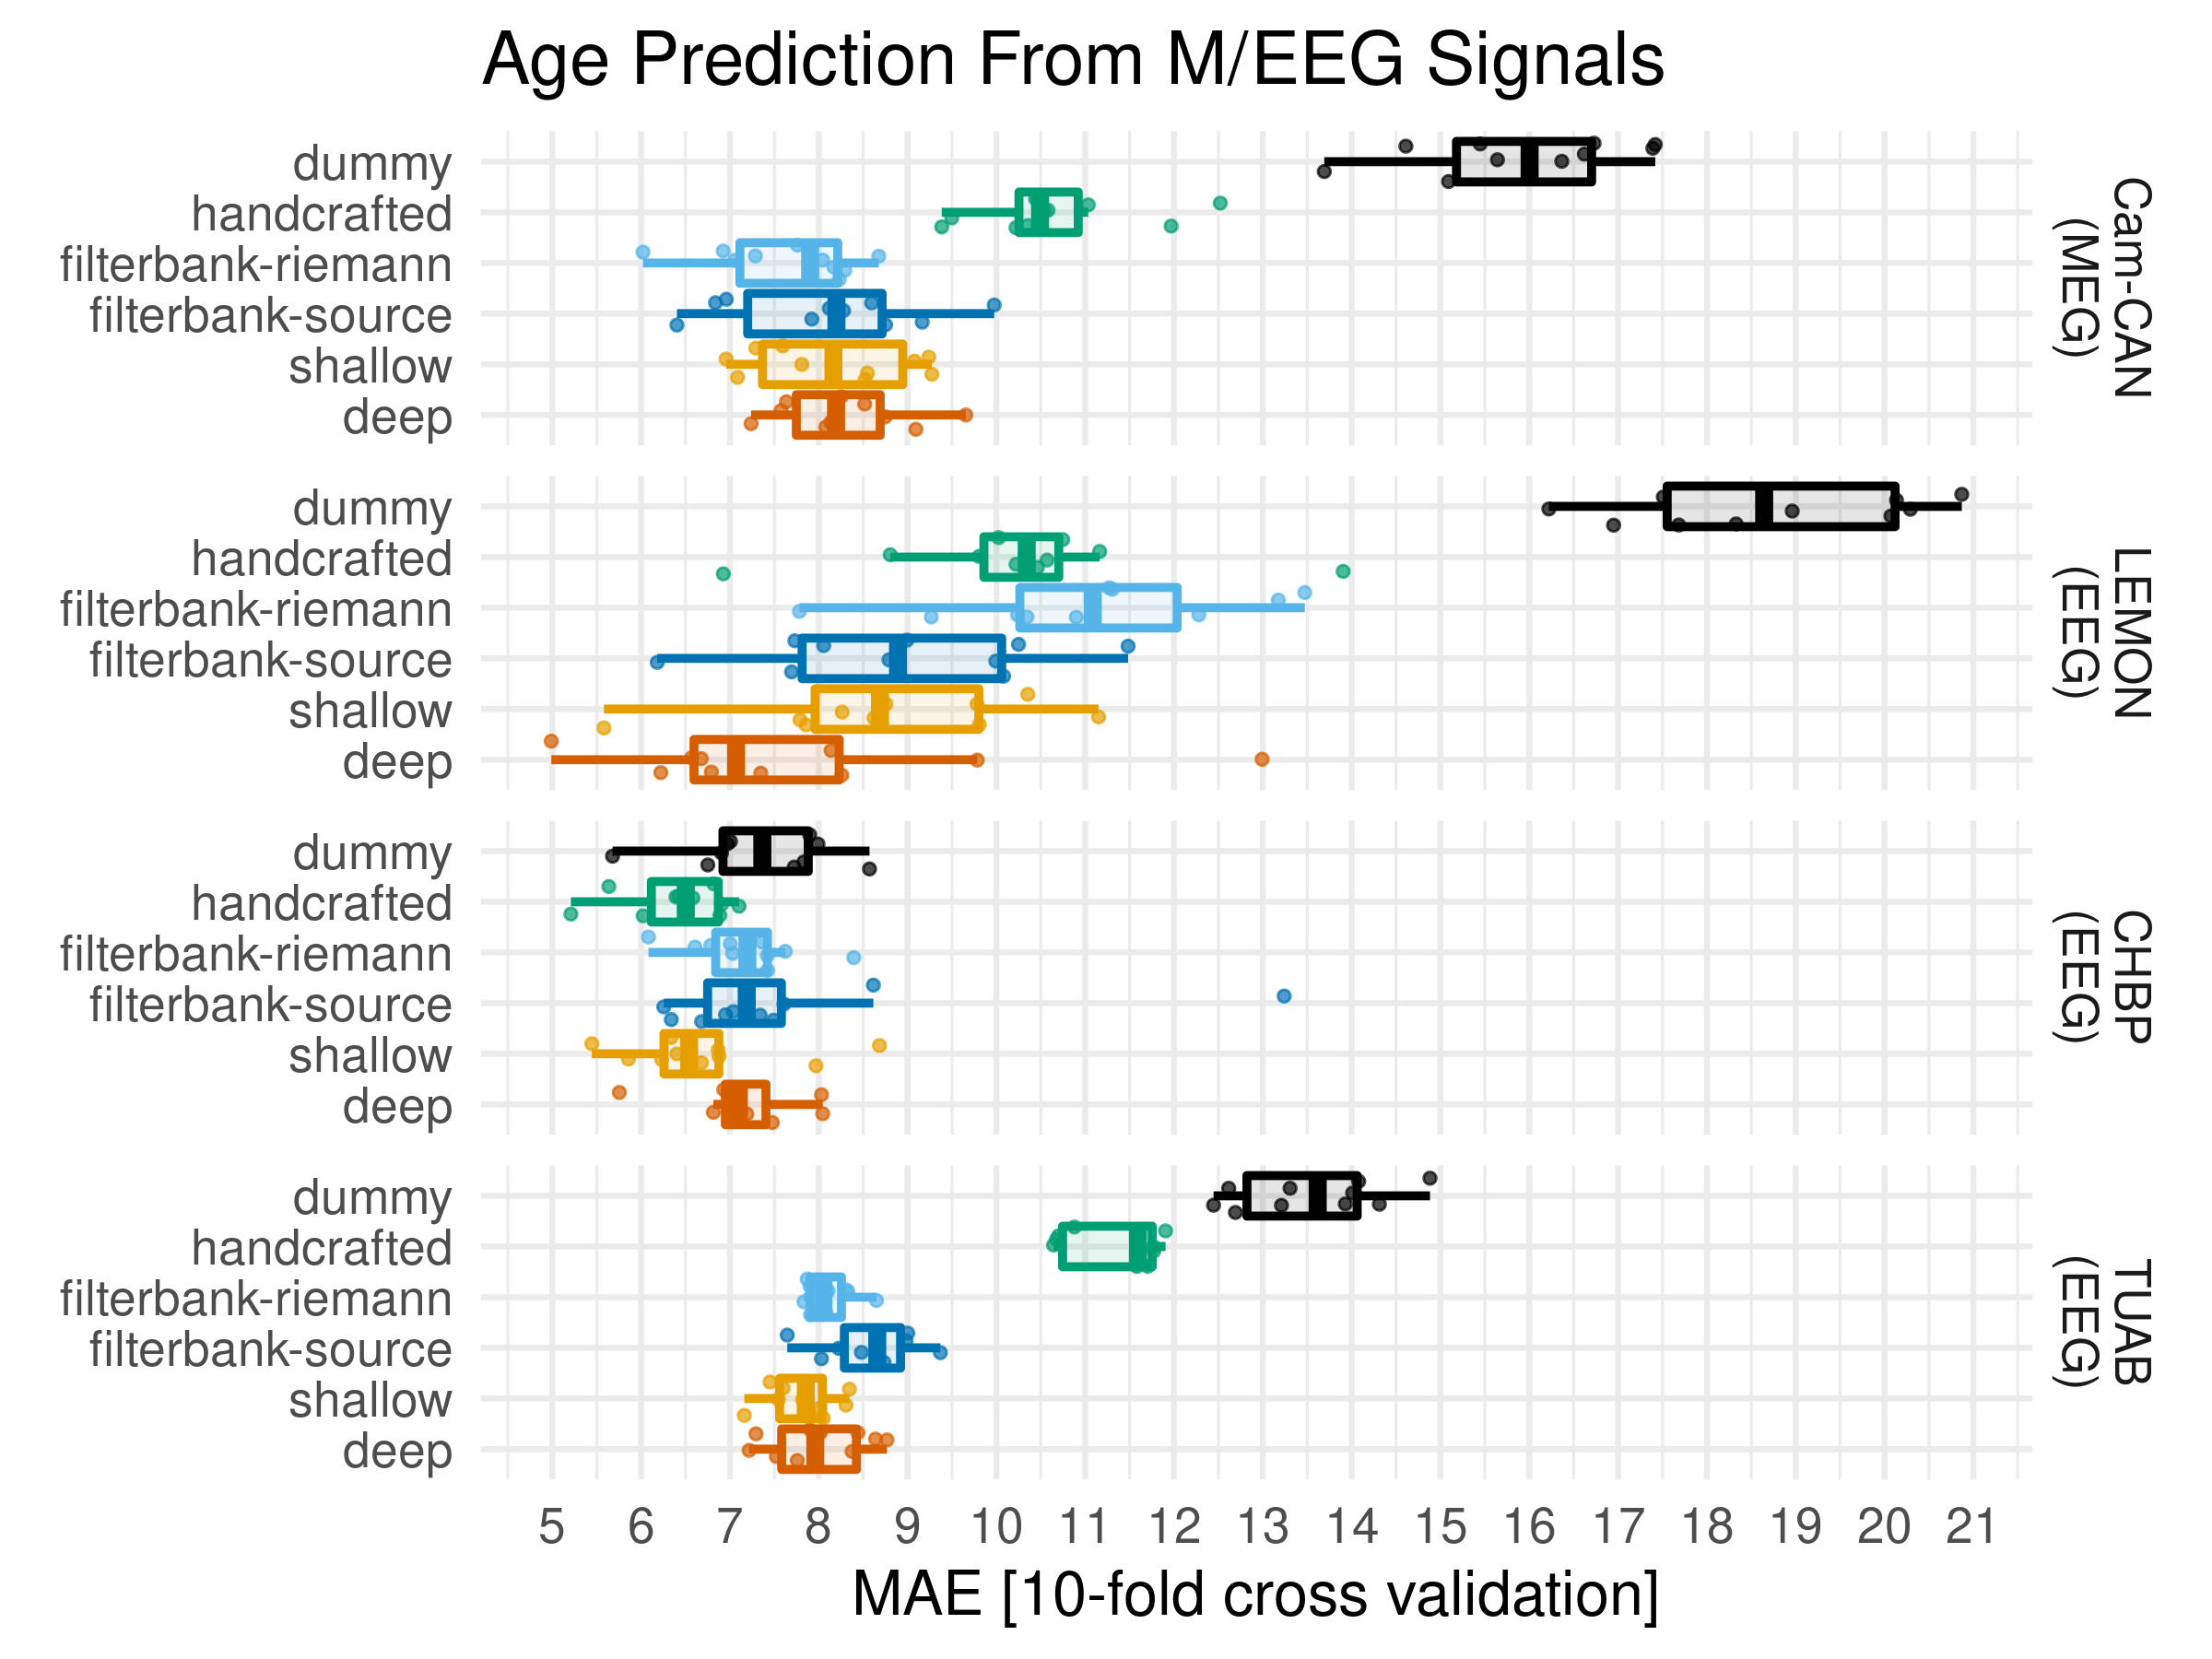 Age Prediction From M/EEG Signals
dummy
handcrafted
filterbank-riemann
filterbank-source
shallow
deep
Cam-CAN
(MEG)
dummy
handcrafted
filterbank-riemann
filterbank-source
shallow
deep
LEMON
(EEG)
dummy
handcrafted
filterbank-riemann
filterbank-source
shallow
deep
CHBP
(EEG)
dummy
handcrafted
filterbank-riemann
filterbank-source
shallow
deep
TUAB
(EEG)
5 6 7 8 9 10 11 12 13 14 15 16 17 18 19 20 21
MAE [10-fold cross validation]